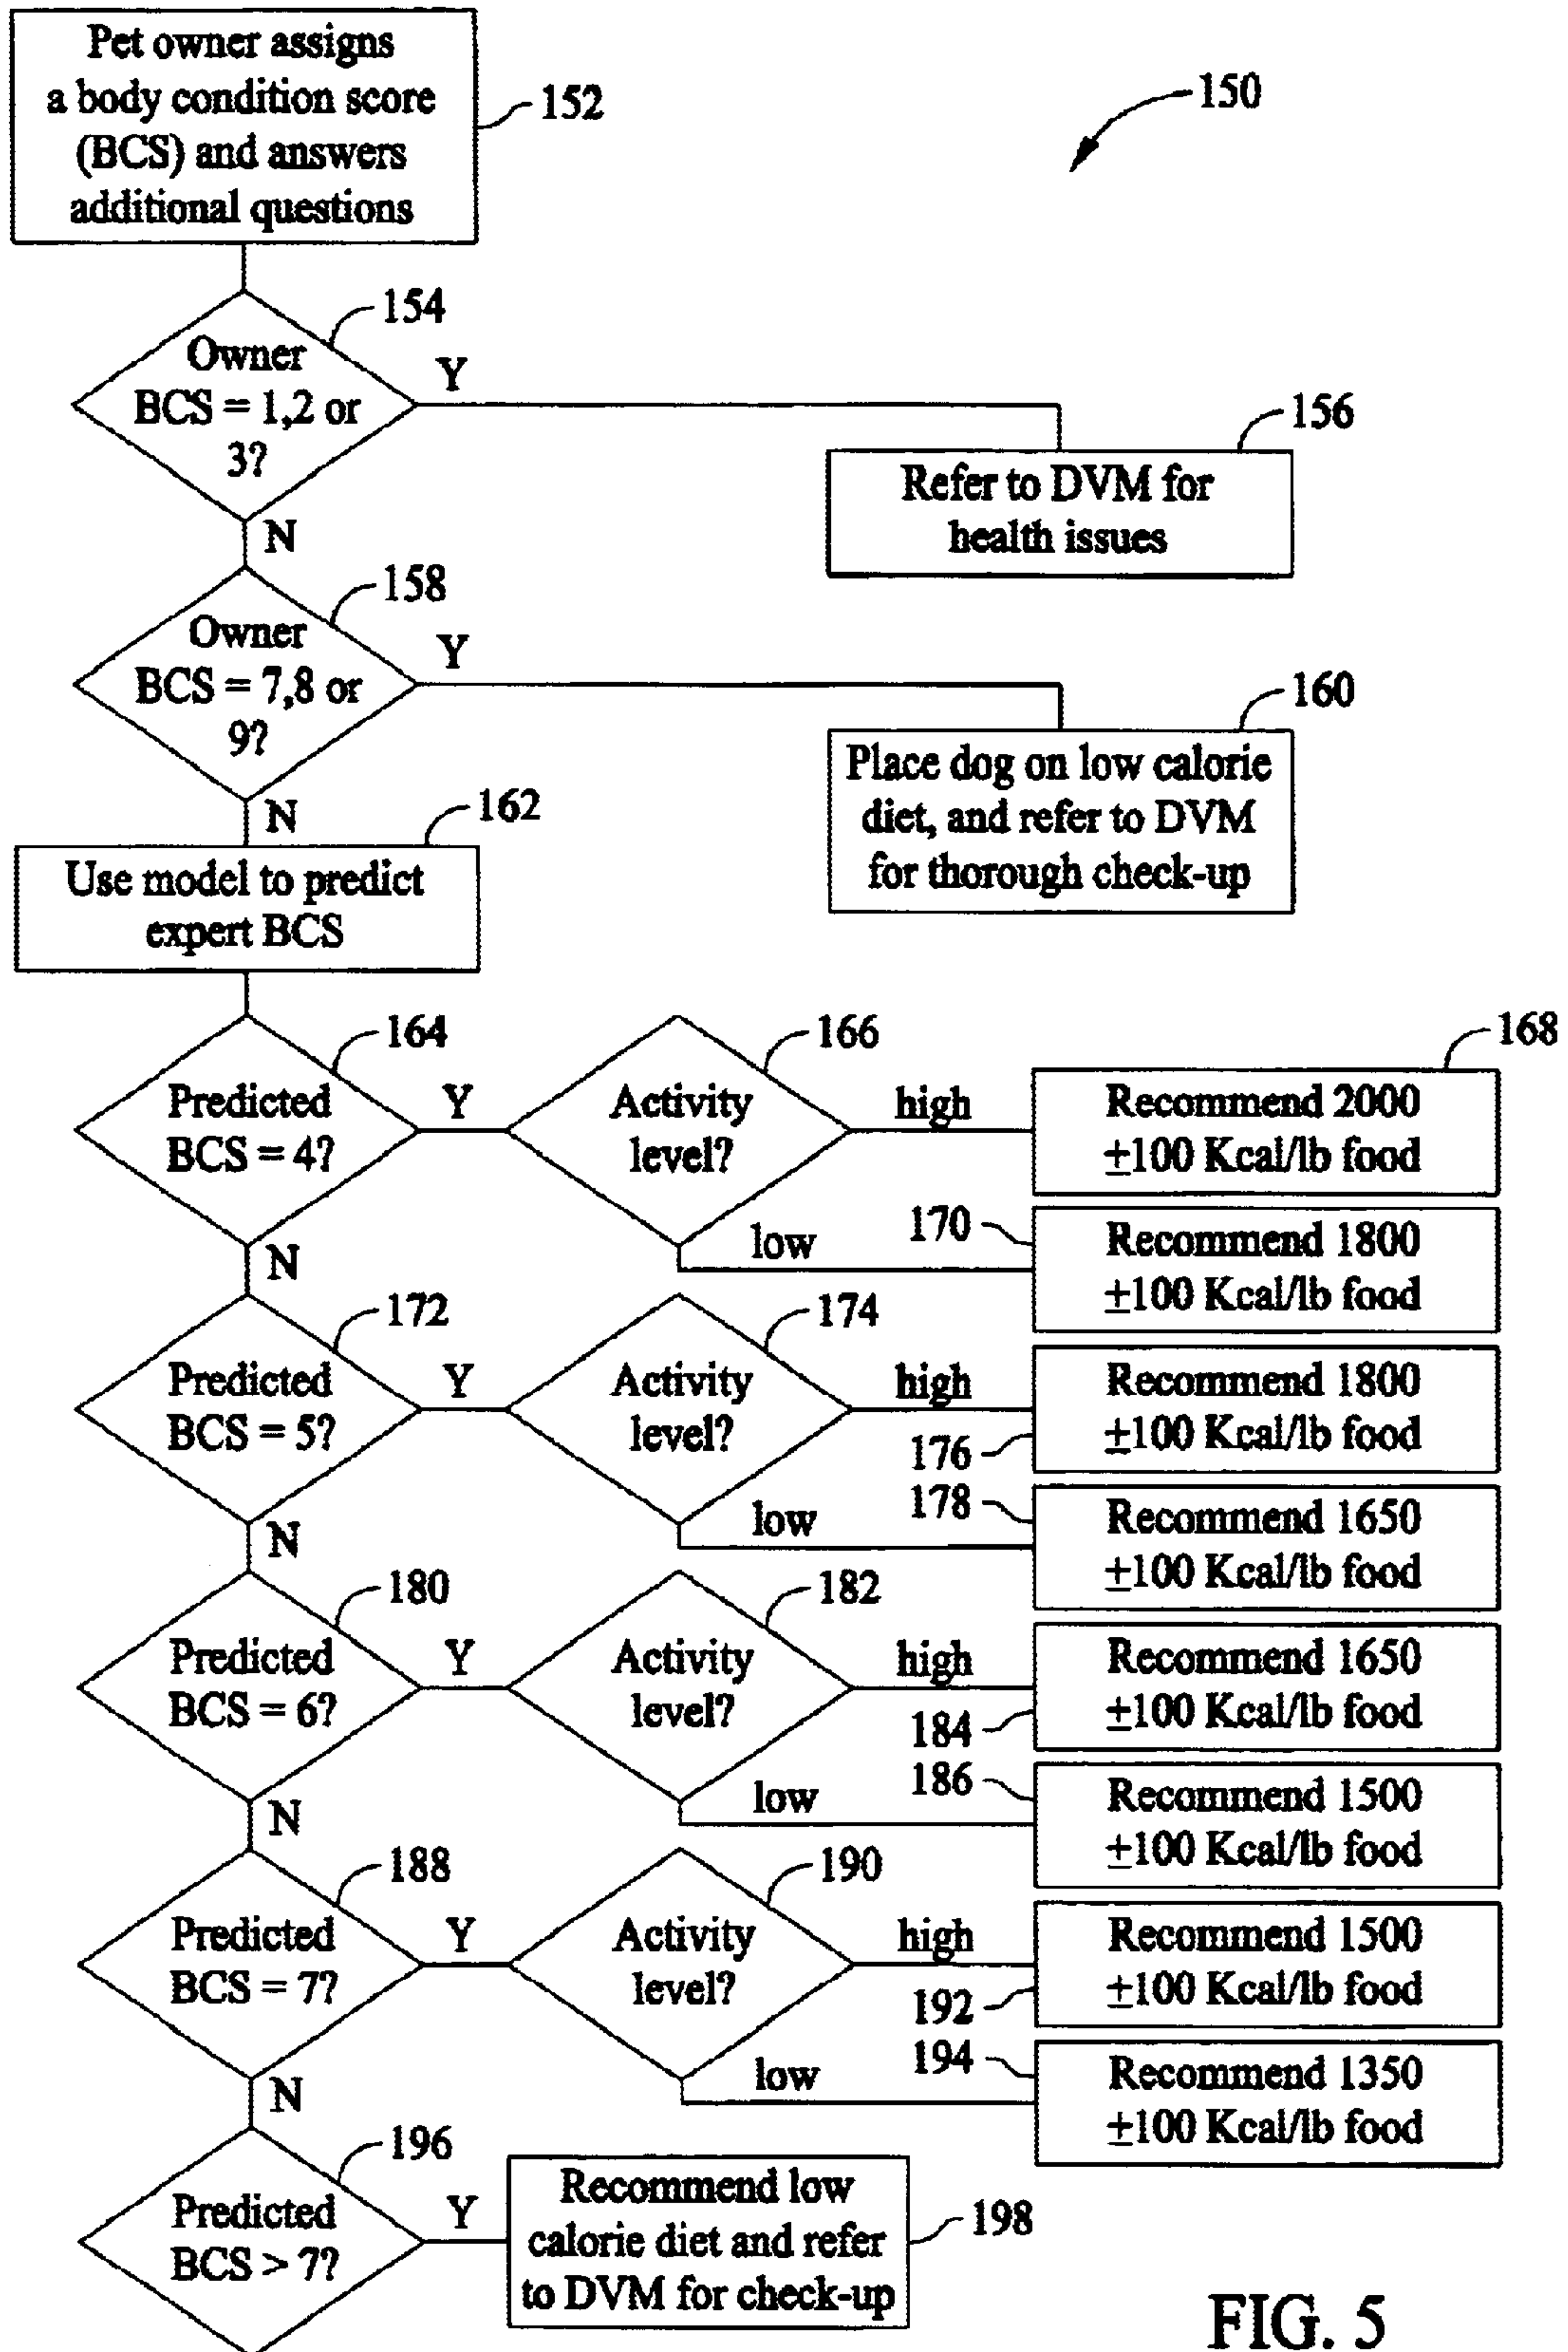 Pet owner assigns
a body condition score
(BCS) and answers
additional questions
152
150
154
Owner
BCS = 1,2 or
3?
Y
156
Refer to DVM for
health issues
N
158
Owner
BCS = 7,8 or
9?
Y
160
Place dog on low calorie
diet, and refer to DVM
for thorough check-up
N
162
Use model to predict
expert BCS
164
Predicted
BCS = 4?
Y
166
Activity
level?
high
168
Recommend 2000
±100 Kcal/lb food
low
170
Recommend 1800
±100 Kcal/lb food
N
172
Predicted
BCS = 5?
Y
174
Activity
level?
high
176
Recommend 1800
±100 Kcal/lb food
low
178
Recommend 1650
±100 Kcal/lb food
N
180
Predicted
BCS = 6?
Y
182
Activity
level?
high
184
Recommend 1650
±100 Kcal/lb food
low
186
Recommend 1500
±100 Kcal/lb food
N
188
Predicted
BCS = 7?
Y
190
Activity
level?
high
192
Recommend 1500
±100 Kcal/lb food
low
194
Recommend 1350
±100 Kcal/lb food
N
196
Predicted
BCS > 7?
Y
Recommend low
calorie diet and refer
to DVM for check-up
198
FIG. 5